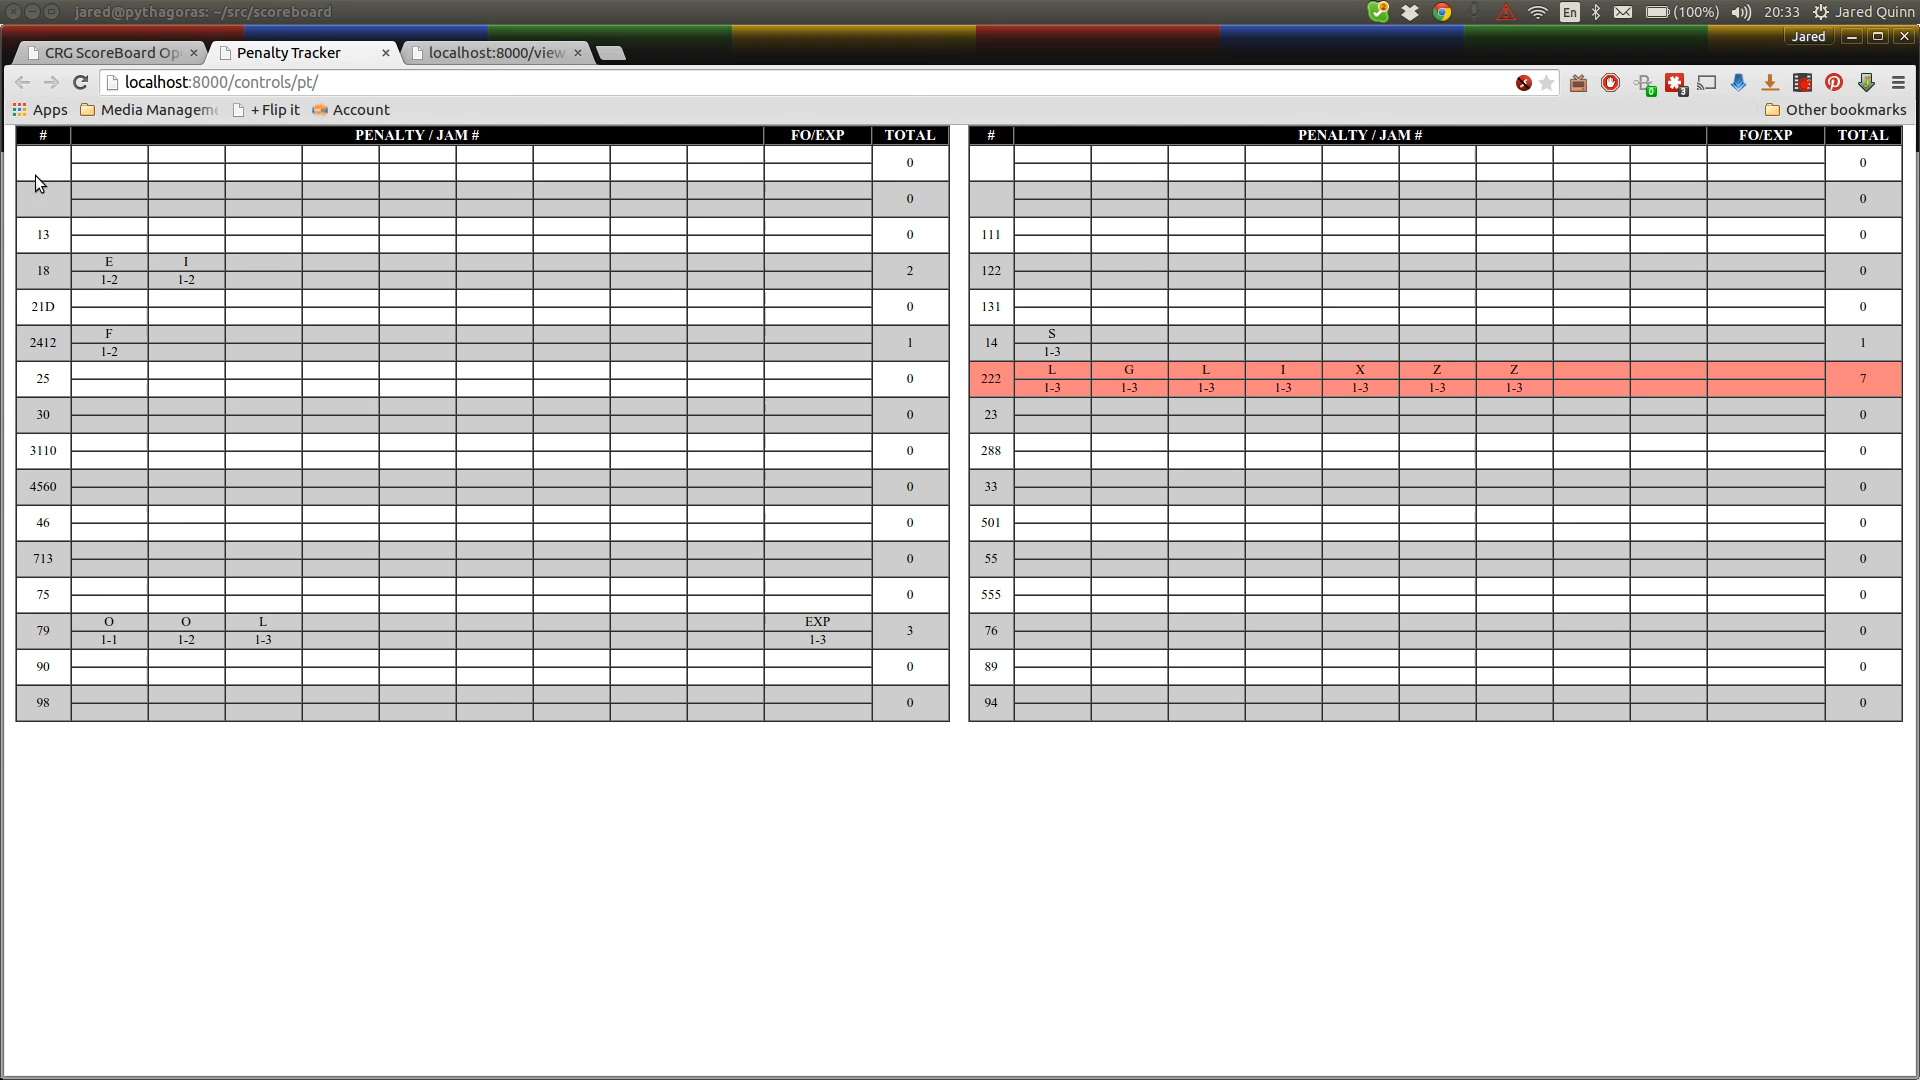 jared@pythagoras: ~/src/scoreboard
En (100%) 20:33 Jared Quinn
CRG ScoreBoard Op Penalty Tracker localhost:8000/view Jared
localhost:8000/controls/pt/ 0 3
Apps Media Managem + Flip it Account Other bookmarks
# PENALTY / JAM # FO/EXP TOTAL
0
0
13 0
18 E I 2
1-2 1-2
21D 0
2412 F 1
1-2
25 0
30 0
3110 0
4560 0
46 0
713 0
75 0
79 O O L EXP 3
1-1 1-2 1-3 1-3
90 0
98 0
# PENALTY / JAM # FO/EXP TOTAL
0
0
111 0
122 0
131 0
14 S 1
1-3
222 L G L I X Z Z 7
1-3 1-3 1-3 1-3 1-3 1-3 1-3
23 0
288 0
33 0
501 0
55 0
555 0
76 0
89 0
94 0